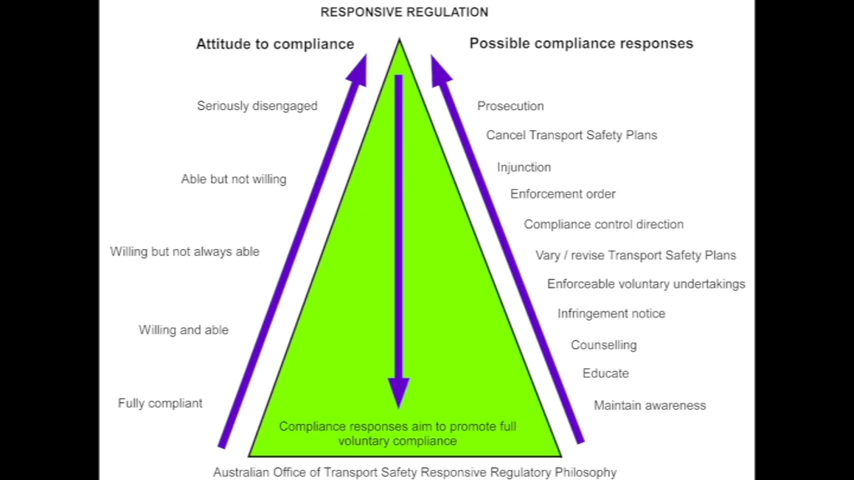 RESPONSIVE REGULATION
Attitude to compliance
Possible compliance responses
Seriously disengaged
Able but not willing
Willing but not always able
Willing and able
Fully compliant
Prosecution
Cancel Transport Safety Plans
Injunction
Enforcement order
Compliance control direction
Vary / revise Transport Safety Plans
Enforceable voluntary undertakings
Infringement notice
Counselling
Educate
Maintain awareness
Compliance responses aim to promote full
voluntary compliance
Australian Office of Transport Safety Responsive Regulatory Philosophy